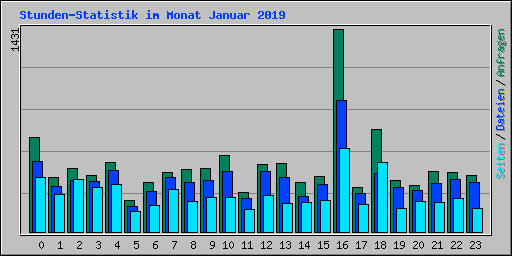 Stunden-Statistik im Monat Januar 2019
1431
Seiten / Dateien / Anfragen
0 1 2 3 4 5 6 7 8 9 10 11 12 13 14 15 16 17 18 19 20 21 22 23